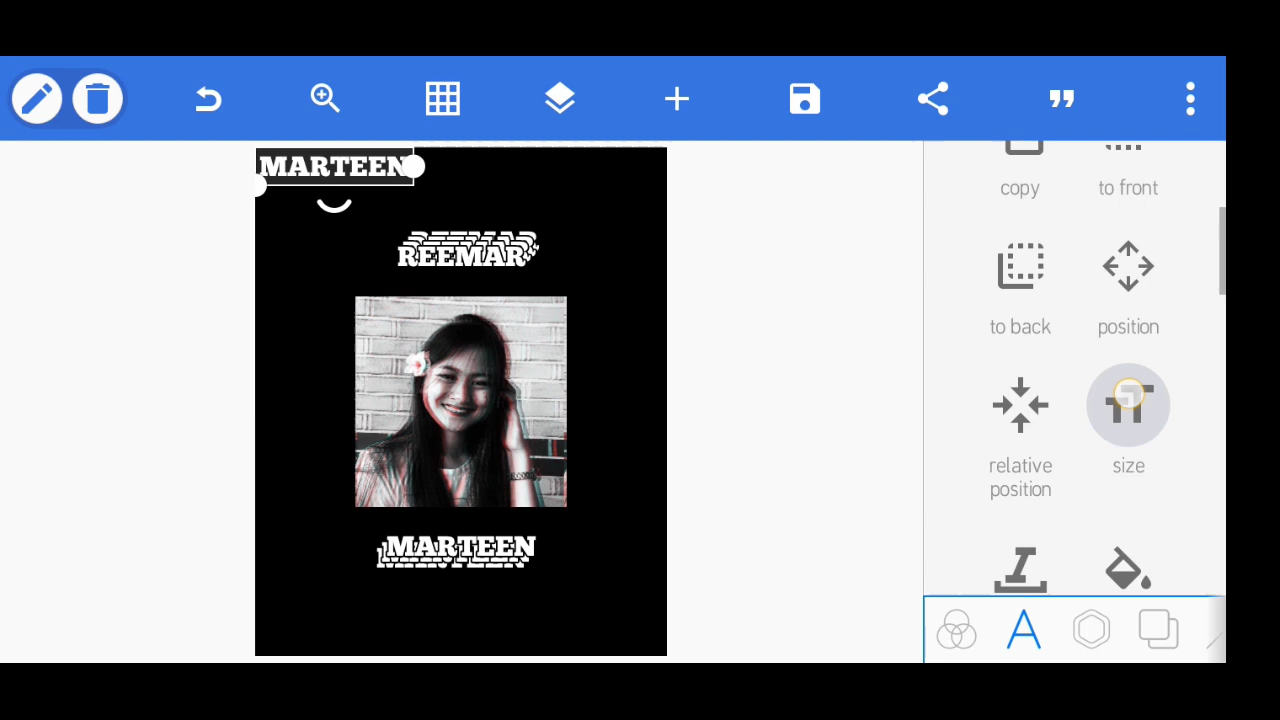 MARTEEN
REEMAR
MARTEEN
copy
to front
to back
position
relative
position
size